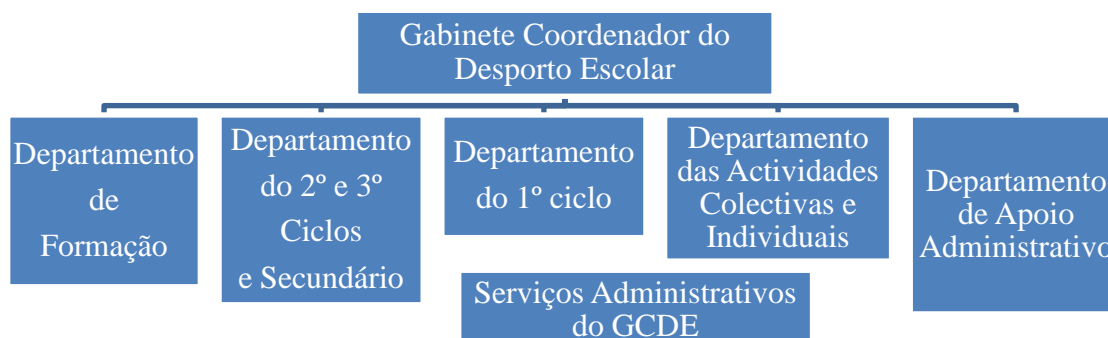 Gabinete Coordenador do
Desporto Escolar
Departamento
de
Formação
Departamento
do 2º e 3º
Ciclos
e Secundário
Departamento
do 1º ciclo
Departamento
das Actividades
Colectivas e
Individuais
Departamento
de Apoio
Administrativo
Serviços Administrativos
do GCDE